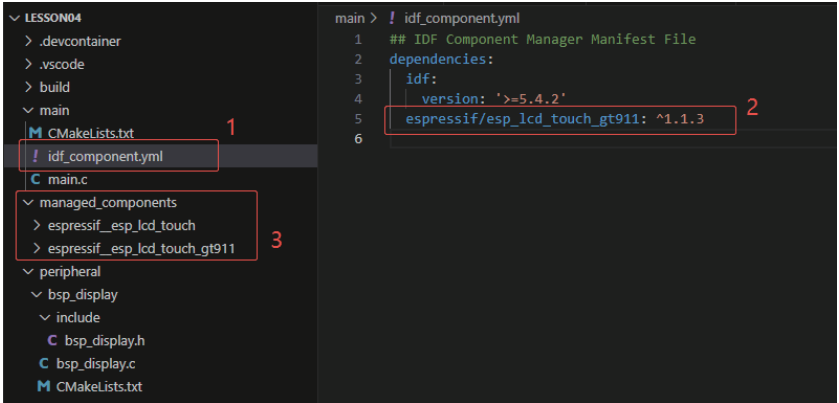 LESSON04
.devcontainer
.vscode
build
main
CMakeLists.txt
idf_component.yml
main.c
managed_components
espressif__esp_lcd_touch
espressif__esp_lcd_touch_gt911
peripheral
bsp_display
include
bsp_display.h
bsp_display.c
CMakeLists.txt
1
3
main > ! idf_component.yml
1 ## IDF Component Manager Manifest File
2 dependencies:
3 idf:
4 version: '>=5.4.2'
5 espressif/esp_lcd_touch_gt911: ^1.1.3
6
2